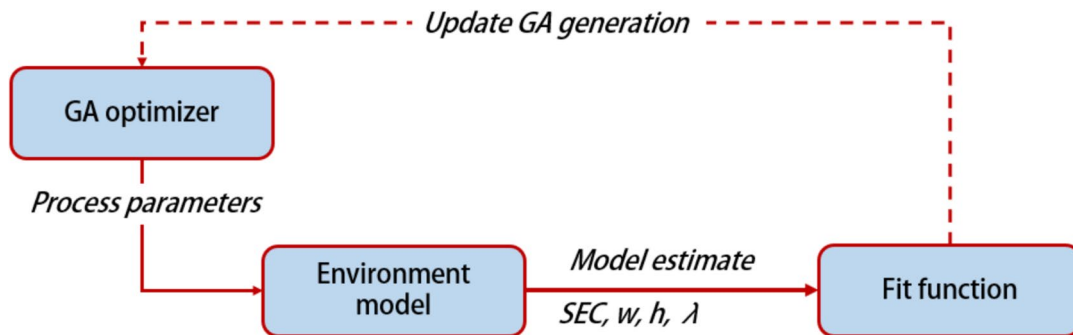 Update GA generation
GA optimizer
Process parameters
Environment
model
Model estimate
SEC, w, h, λ
Fit function